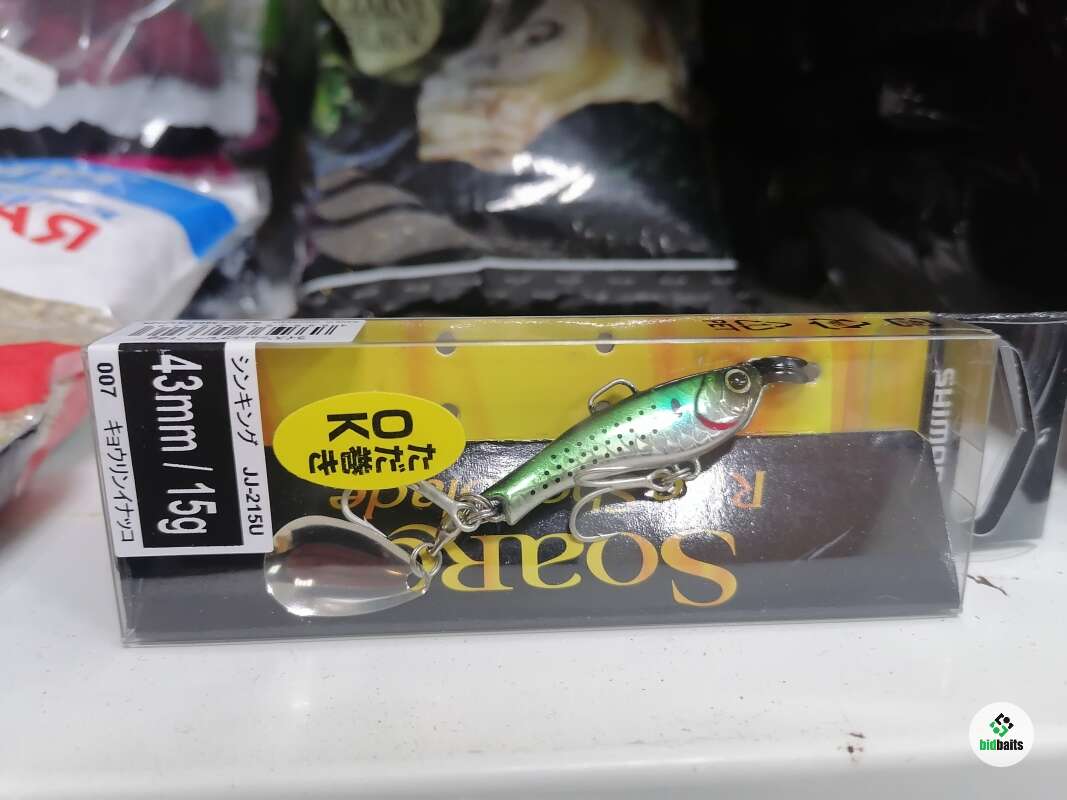 シンキング JJ-215U
43mm / 15g
007 キョウリンイナッコ
ただ巻き
OK
SoaRe
SHIMANO
bidbaits